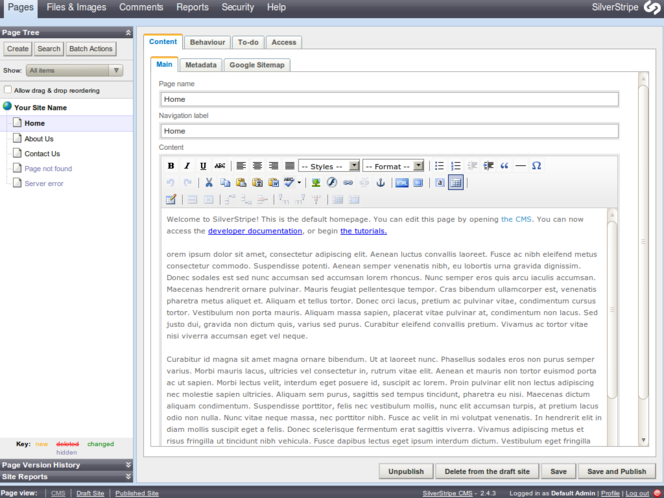 Pages Files & Images Comments Reports Security Help SilverStripe
Page Tree
Create Search Batch Actions
Show: All items
Allow drag & drop reordering
Your Site Name
Home
About Us
Contact Us
Page not found
Server error
Key: new deleted changed
hidden
Page Version History
Site Reports
Content Behaviour To-do Access
Main Metadata Google Sitemap
Page name
Home
Navigation label
Home
Content
B I U ABC -- Styles -- -- Format --
Welcome to SilverStripe! This is the default homepage. You can edit this page by opening the CMS. You can now
access the developer documentation, or begin the tutorials.
orem ipsum dolor sit amet, consectetur adipiscing elit. Aenean luctus convallis laoreet. Fusce ac nibh eleifend metus
consectetur commodo. Suspendisse potenti. Aenean semper venenatis nibh, eu lobortis urna gravida dignissim.
Donec sodales est sed nunc accumsan sed accumsan lorem rhoncus. Nunc semper eros quis arcu iaculis accumsan.
Maecenas hendrerit ornare pulvinar. Mauris feugiat pellentesque tempor. Cras bibendum ullamcorper est, venenatis
pharetra metus aliquet et. Aliquam et tellus tortor. Donec orci lacus, pretium ac pulvinar vitae, condimentum cursus
tortor. Vestibulum non porta mauris. Aliquam massa sapien, placerat vitae pulvinar at, condimentum non lacus. Sed
justo dui, gravida non dictum quis, varius sed purus. Curabitur eleifend convallis pretium. Vivamus ac tortor vitae
nisi viverra accumsan eget vel neque.
Curabitur id magna sit amet magna ornare bibendum. Ut at laoreet nunc. Phasellus sodales eros non purus semper
varius. Morbi mauris lacus, ultricies vel consectetur in, rutrum vitae elit. Aenean et mauris non tortor euismod porta
ac ut sapien. Morbi lectus velit, interdum eget posuere id, suscipit ac lorem. Proin pulvinar elit non lectus adipiscing
nec molestie sapien ultricies. Aliquam sem purus, sagittis sed tempus tincidunt, pharetra eu nisi. Maecenas dictum
aliquam condimentum. Suspendisse porttitor, felis nec vestibulum mollis, nunc elit accumsan turpis, at pretium lacus
odio non nulla. Nunc vitae neque massa, nec porttitor nibh. Fusce ac velit in mi volutpat venenatis. In hendrerit elit in
diam mollis suscipit eget a felis. Donec scelerisque fermentum erat sagittis viverra. Vivamus adipiscing metus et
risus fringilla ut tincidunt nibh vehicula. Fusce dapibus lectus eget ipsum interdum dictum. Vestibulum eget fringilla
Unpublish Delete from the draft site Save Save and Publish
Page view: CMS Draft Site Published Site SilverStripe CMS - 2.4.3 Logged in as Default Admin | Profile | Log out